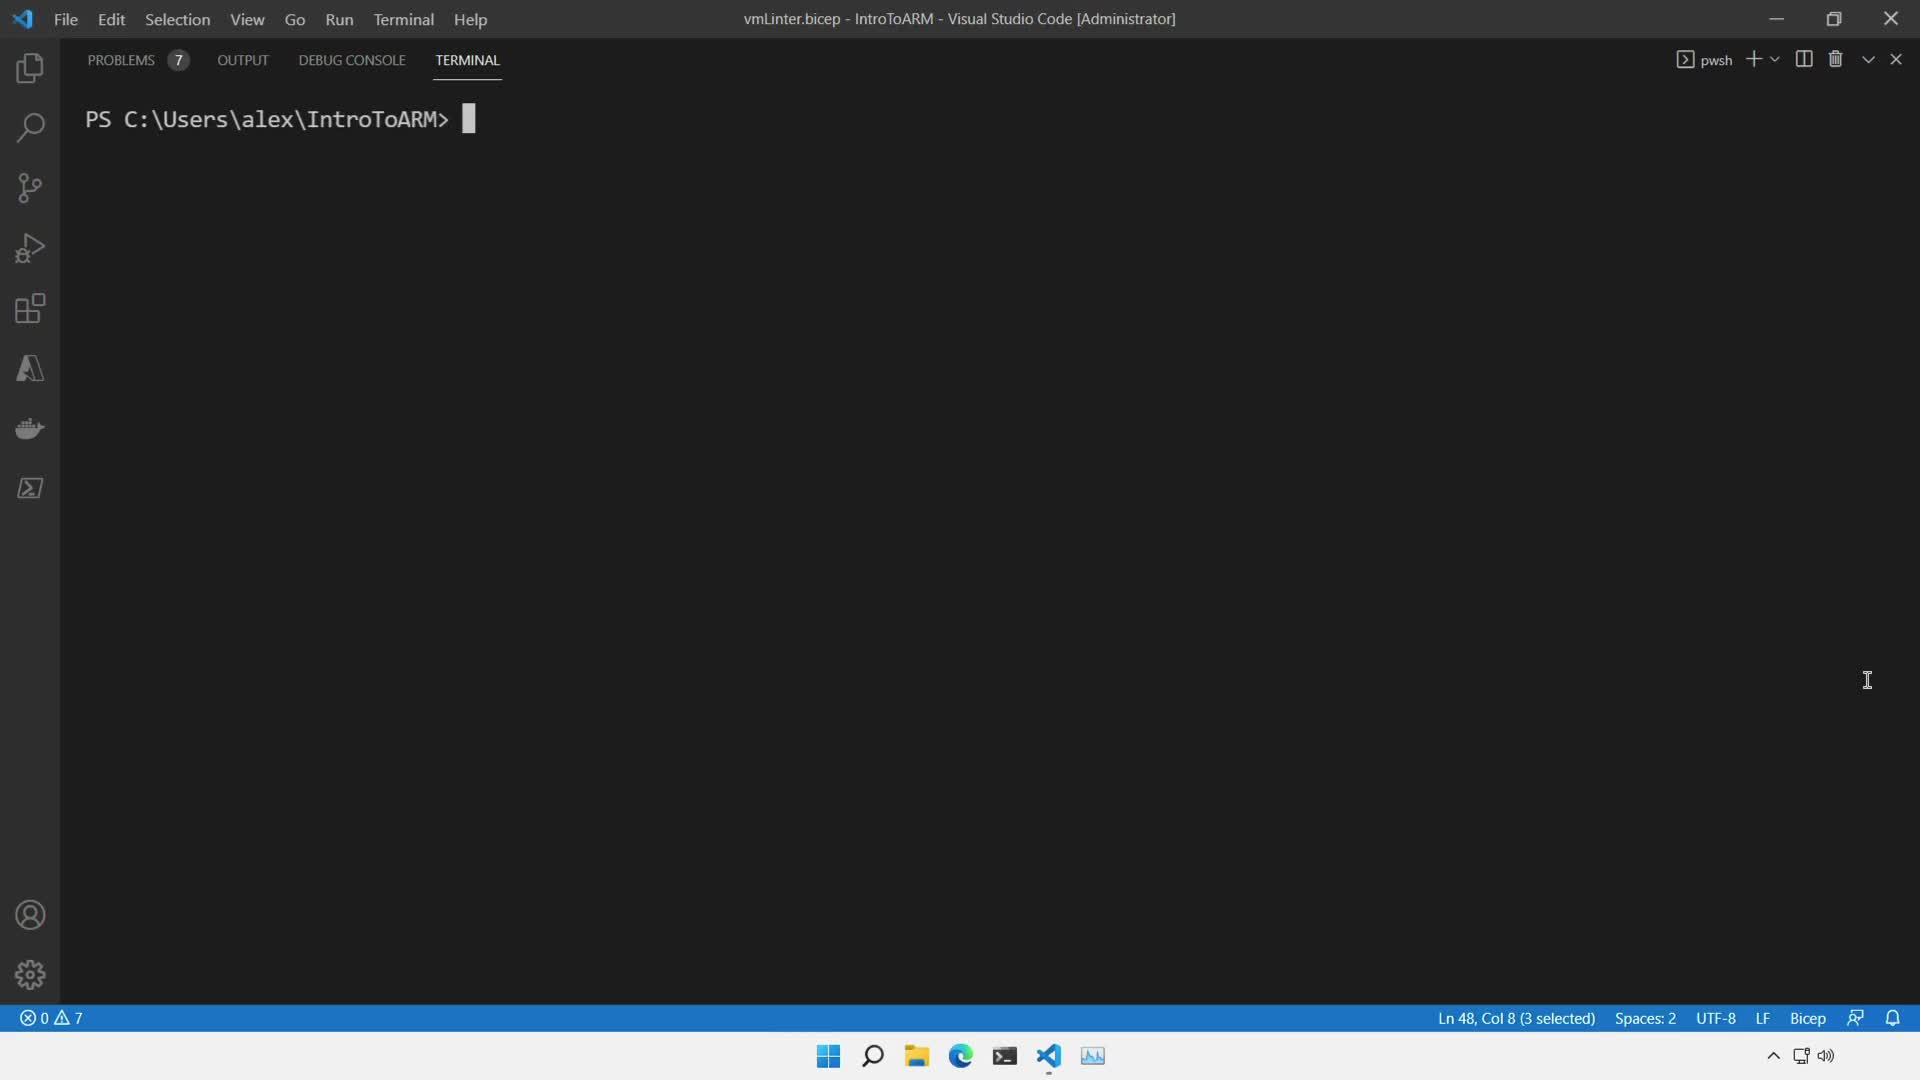 File Edit Selection View Go Run Terminal Help
vmLinter.bicep - IntroToARM - Visual Studio Code [Administrator]
PROBLEMS 7 OUTPUT DEBUG CONSOLE TERMINAL
pwsh
PS C:\Users\alex\IntroToARM>
0 7
Ln 48, Col 8 (3 selected) Spaces: 2 UTF-8 LF Bicep